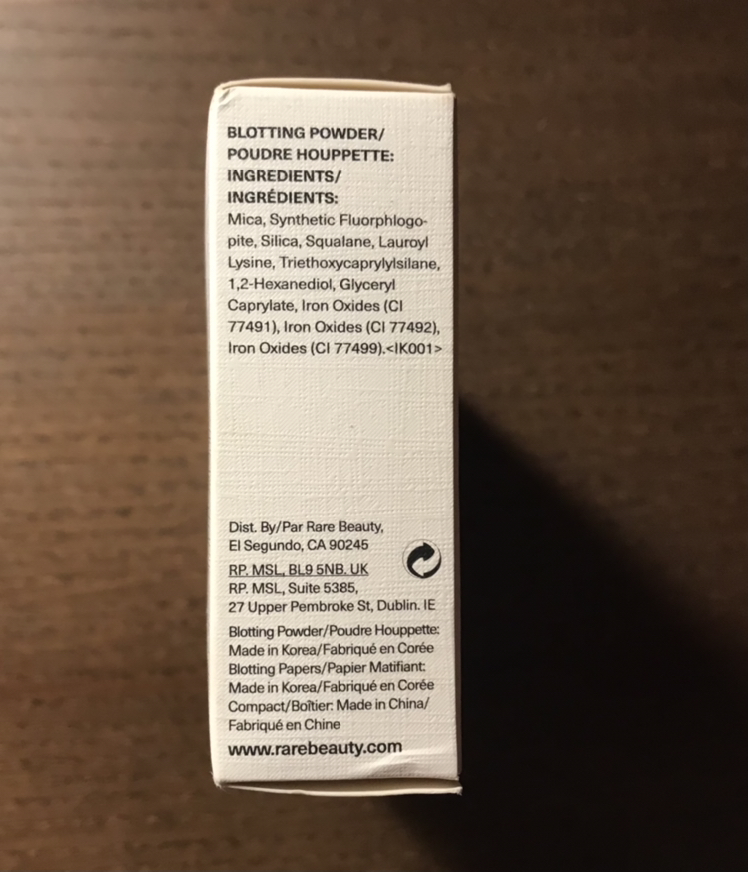 BLOTTING POWDER/
POUDRE HOUPPETTE:
INGREDIENTS/
INGRÉDIENTS:
Mica, Synthetic Fluorphlogo-
pite, Silica, Squalane, Lauroyl
Lysine, Triethoxycaprylylsilane,
1,2-Hexanediol, Glyceryl
Caprylate, Iron Oxides (CI
77491), Iron Oxides (CI 77492),
Iron Oxides (CI 77499).<IK001>
Dist. By/Par Rare Beauty,
El Segundo, CA 90245
RP. MSL, BL9 5NB. UK
RP. MSL, Suite 5385,
27 Upper Pembroke St, Dublin. IE
Blotting Powder/Poudre Houppette:
Made in Korea/Fabriqué en Corée
Blotting Papers/Papier Matifiant:
Made in Korea/Fabriqué en Corée
Compact/Boîtier: Made in China/
Fabriqué en Chine
www.rarebeauty.com